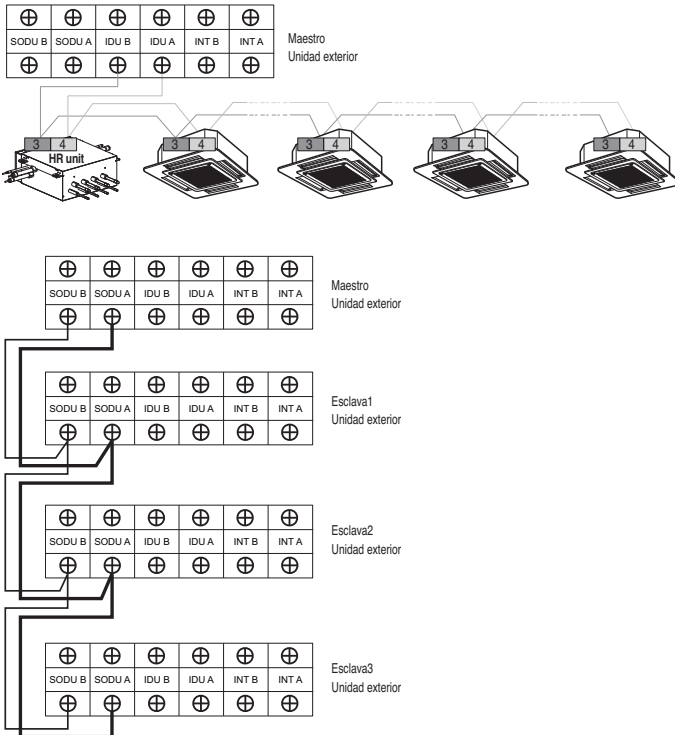 SODU B SODU A IDU B IDU A INT B INT A
Maestro
Unidad exterior
3 4 3 4 3 4 3 4 3 4
HR unit
SODU B SODU A IDU B IDU A INT B INT A
Maestro
Unidad exterior
SODU B SODU A IDU B IDU A INT B INT A
Esclava1
Unidad exterior
SODU B SODU A IDU B IDU A INT B INT A
Esclava2
Unidad exterior
SODU B SODU A IDU B IDU A INT B INT A
Esclava3
Unidad exterior